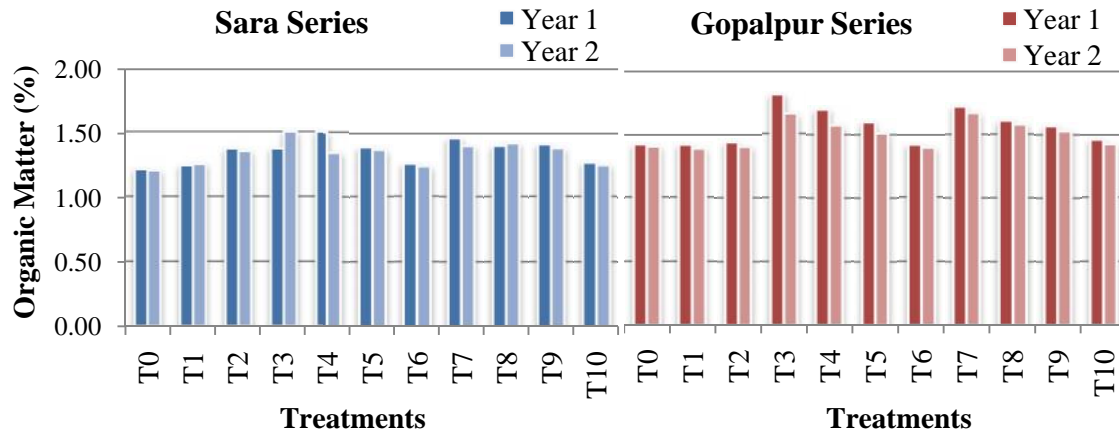 Sara Series
Year 1
Year 2
Gopalpur Series
Year 1
Year 2
Organic Matter (%)
2.00
1.50
1.00
0.50
0.00
T0 T1 T2 T3 T4 T5 T6 T7 T8 T9 T10
Treatments
T0 T1 T2 T3 T4 T5 T6 T7 T8 T9 T10
Treatments